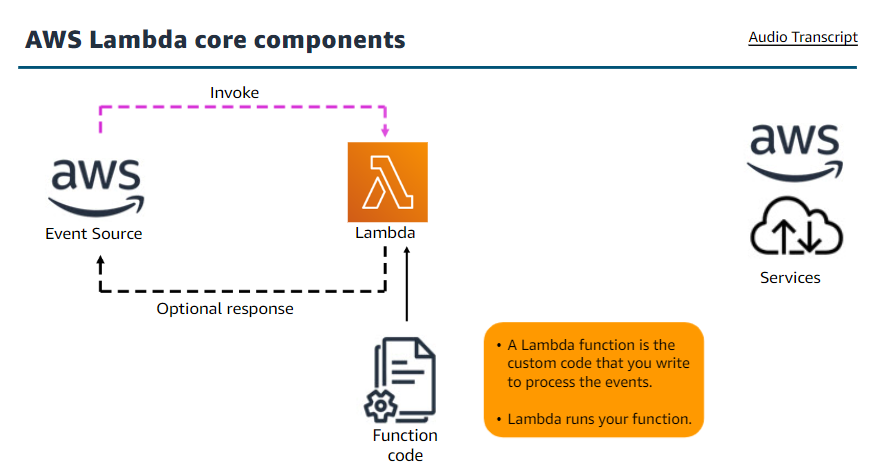 AWS Lambda core components
Audio Transcript
Invoke
aws
aws
Event Source
Lambda
Services
Optional response
• A Lambda function is the
custom code that you write
to process the events.
• Lambda runs your function.
Function
code